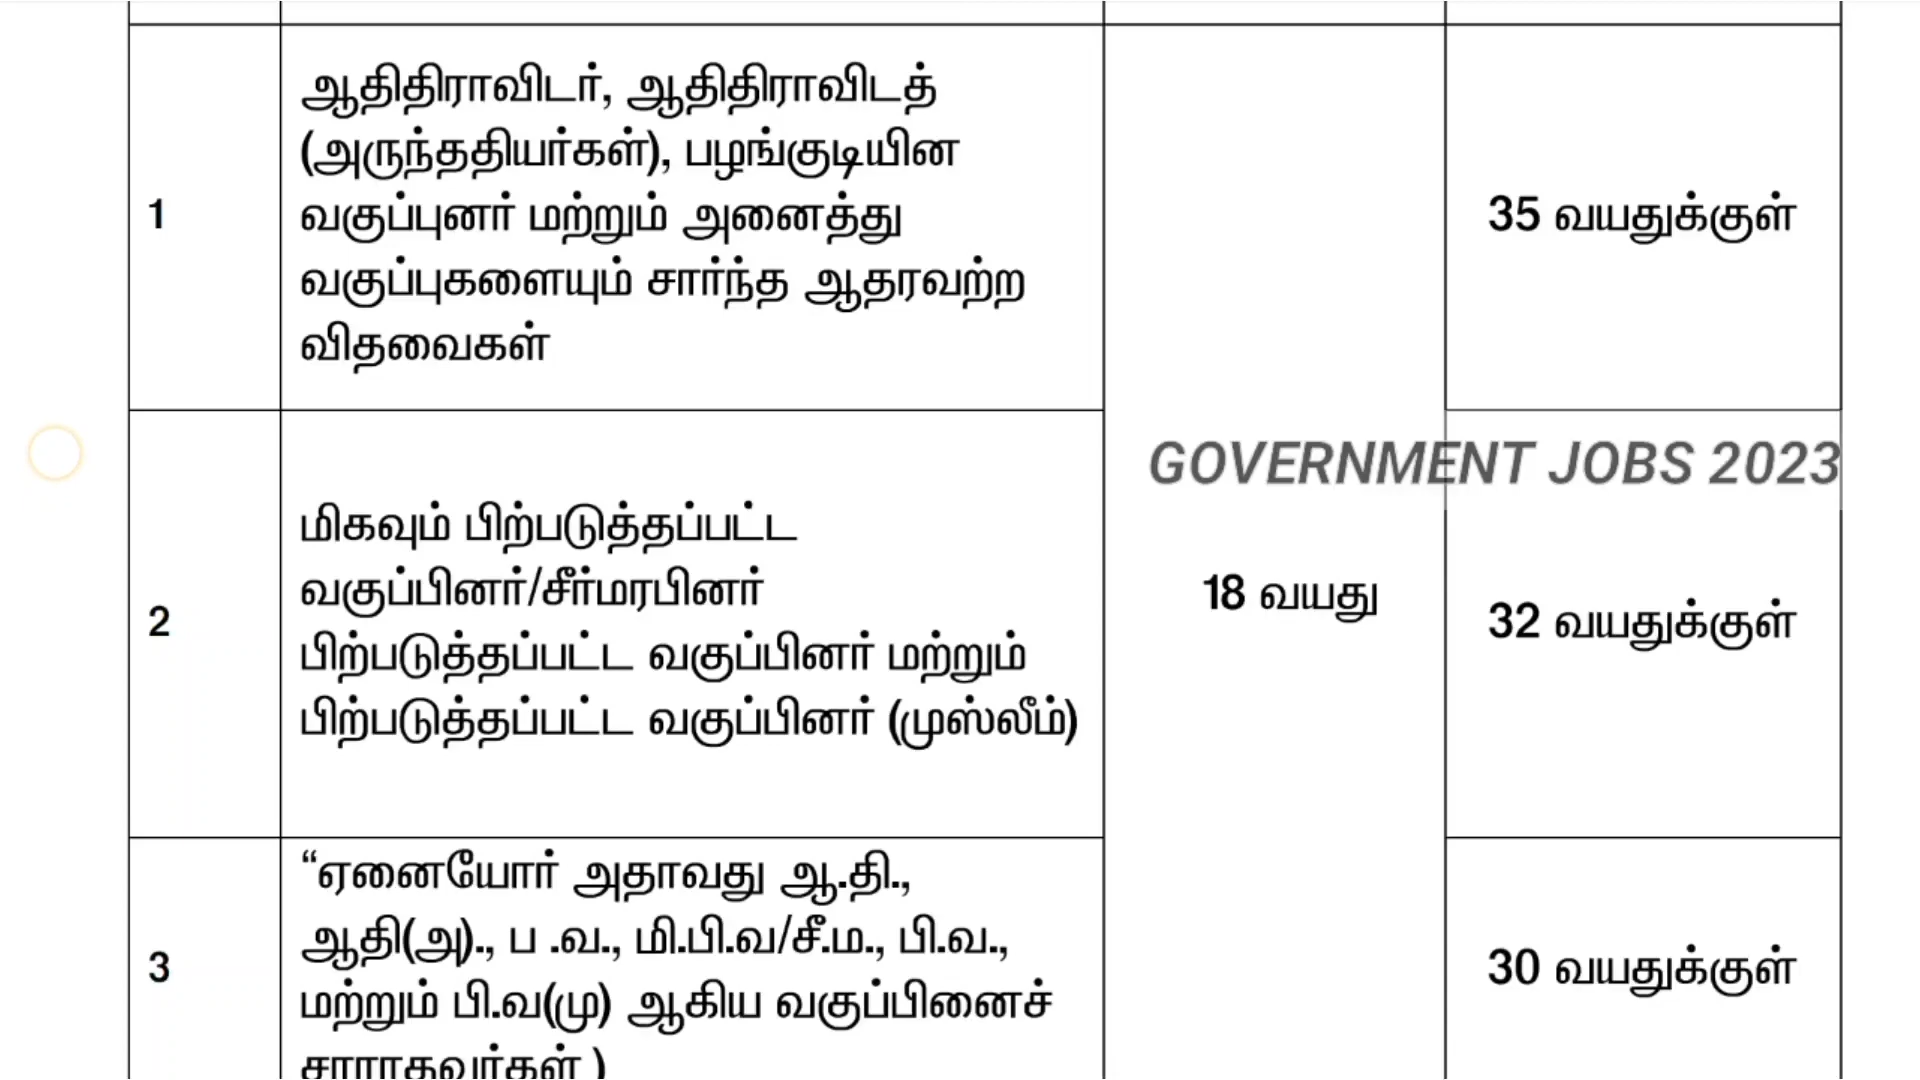 1
ஆதிதிராவிடர், ஆதிதிராவிடத்
(அருந்ததியர்கள்), பழங்குடியின
வகுப்புனர் மற்றும் அனைத்து
வகுப்புகளையும் சார்ந்த ஆதரவற்ற
விதவைகள்
35 வயதுக்குள்
GOVERNMENT JOBS 2023
2
மிகவும் பிற்படுத்தப்பட்ட
வகுப்பினர்/சீர்மரபினர்
பிற்படுத்தப்பட்ட வகுப்பினர் மற்றும்
பிற்படுத்தப்பட்ட வகுப்பினர் (முஸ்லீம்)
18 வயது
32 வயதுக்குள்
3
“ஏனையோர் அதாவது ஆ.தி.,
ஆதி(அ)., ப .வ., மி.பி.வ/சீ.ம., பி.வ.,
மற்றும் பி.வ(மு) ஆகிய வகுப்பினைச்
சாராதவர்கள் )
30 வயதுக்குள்